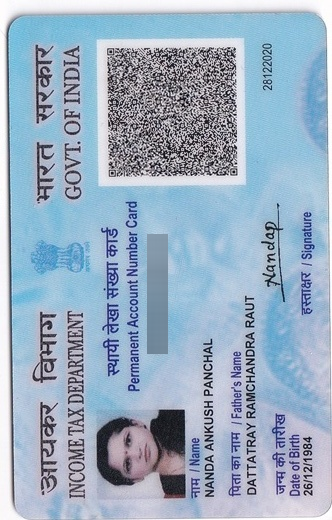 आयकर विभाग
INCOME TAX DEPARTMENT
भारत सरकार
GOVT. OF INDIA
स्थायी लेखा संख्या कार्ड
Permanent Account Number Card
नाम / Name
NANDA ANKUSH PANCHAL
पिता का नाम / Father's Name
DATTATRAY RAMCHANDRA RAUT
जन्म की तारीख
Date of Birth
26/12/1984
Nandap
हस्ताक्षर / Signature
28122020